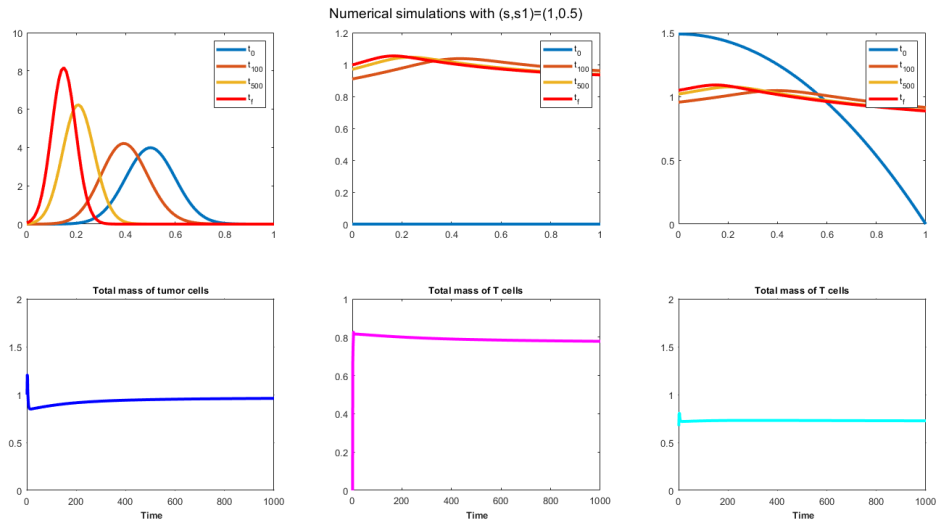 Numerical simulations with (s,s1)=(1,0.5)
10
8
6
4
2
0
0 0.2 0.4 0.6 0.8 1
t0
t100
t500
tf
1.2
1
0.8
0.6
0.4
0.2
0
0 0.2 0.4 0.6 0.8 1
t0
t100
t500
tf
1.5
1
0.5
0
0 0.2 0.4 0.6 0.8 1
t0
t100
t500
tf
Total mass of tumor cells
2
1.5
1
0.5
0
0 200 400 600 800 1000
Time
Total mass of T cells
1
0.8
0.6
0.4
0.2
0
0 200 400 600 800 1000
Time
Total mass of T cells
2
1.5
1
0.5
0
0 200 400 600 800 1000
Time